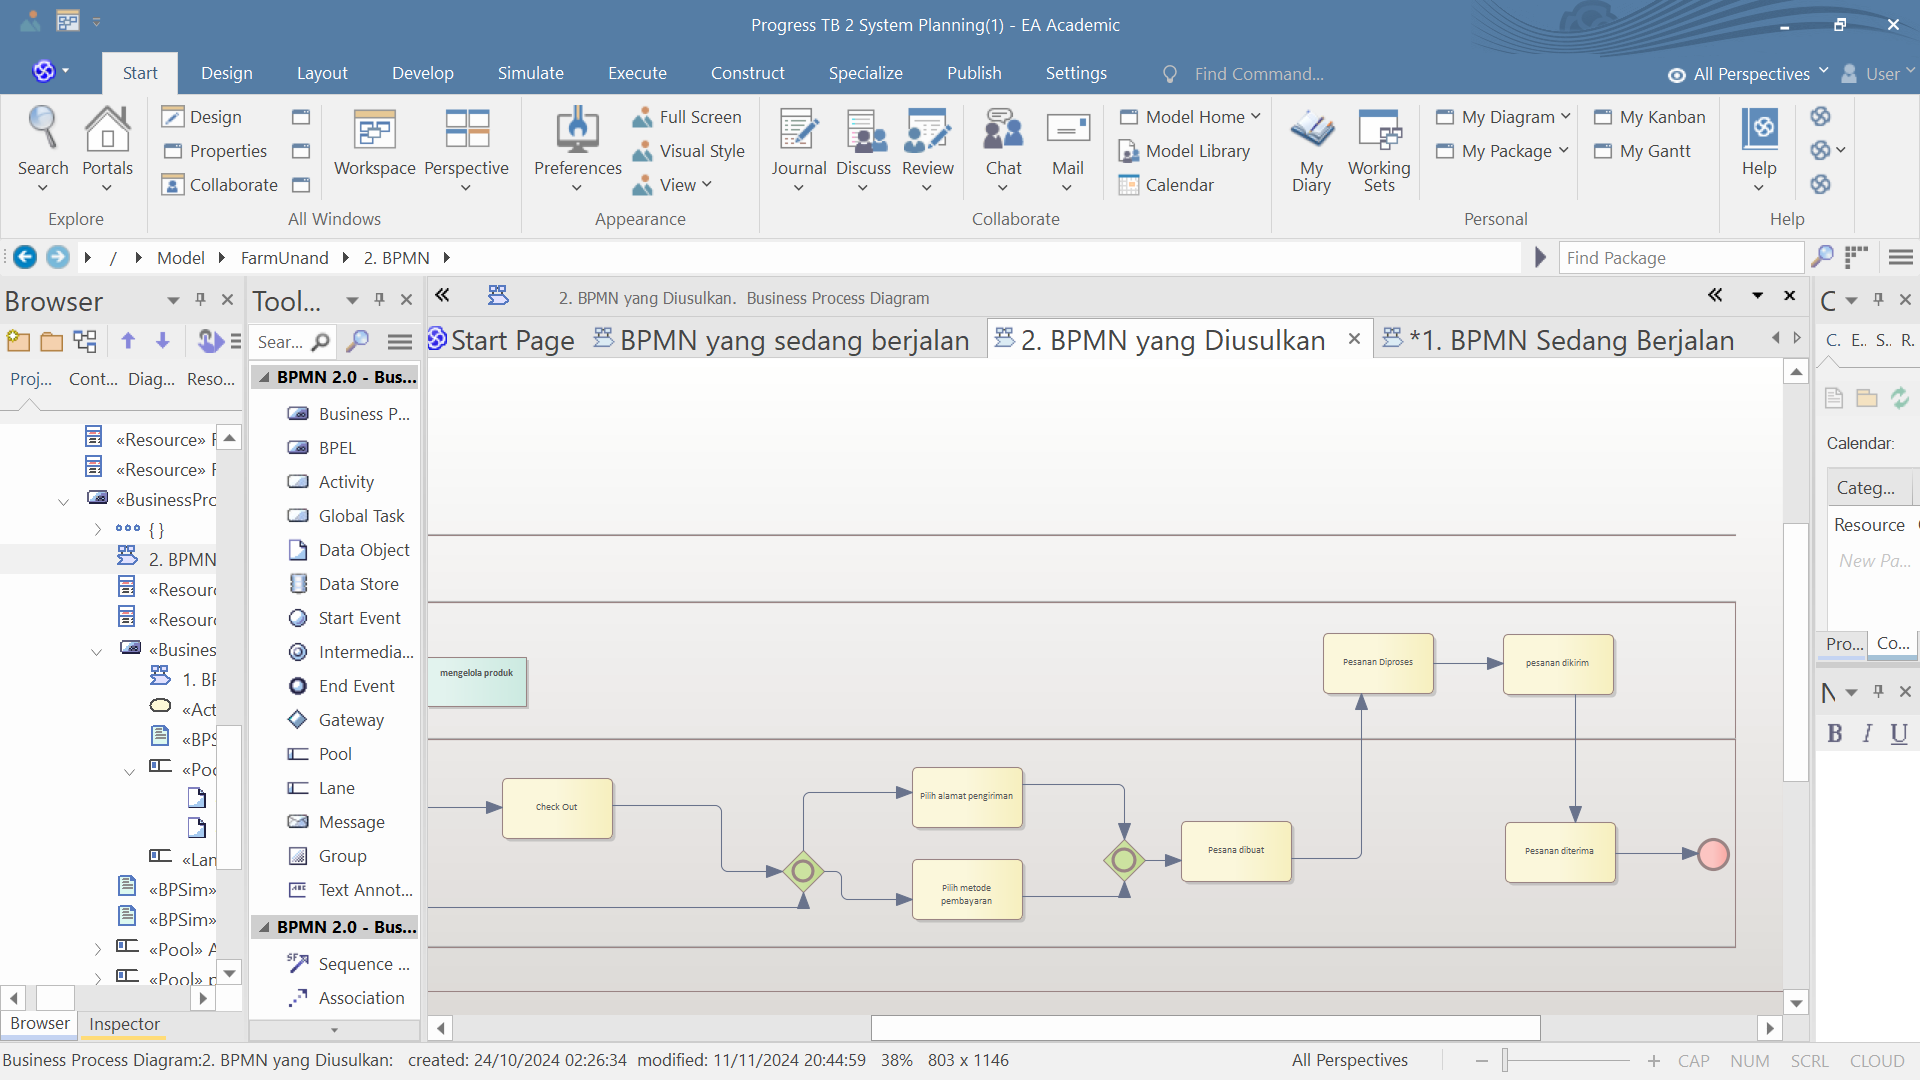 Progress TB 2 System Planning(1) - EA Academic
Start
Design
Layout
Develop
Simulate
Execute
Construct
Specialize
Publish
Settings
Find Command...
All Perspectives
User
Search
Portals
Explore
Design
Properties
Collaborate
Workspace
Perspective
All Windows
Preferences
Full Screen
Visual Style
View
Appearance
Journal
Discuss
Review
Chat
Mail
Model Home
Model Library
Calendar
Collaborate
My Diary
Working Sets
My Diagram
My Package
My Kanban
My Gantt
Personal
Help
Help
/ Model FarmUnand 2. BPMN
Find Package
Browser
Tool...
2. BPMN yang Diusulkan. Business Process Diagram
C
Sear...
Start Page
BPMN yang sedang berjalan
2. BPMN yang Diusulkan
*1. BPMN Sedang Berjalan
C. E.. S.. R.
Proj... Cont... Diag... Reso...
BPMN 2.0 - Bus...
Business P...
BPEL
Activity
Global Task
Data Object
Data Store
Start Event
Intermedia...
End Event
Gateway
Pool
Lane
Message
Group
Text Annot...
BPMN 2.0 - Bus...
Sequence ...
Association
«Resource»
«Resource»
«BusinessPro
{}
2. BPMN
«Resour
«Resour
«Busines
1. B
«Act
«BPS
«Poo
«Lan
«BPSim»
«BPSim»
«Pool» A
«Pool» p
Browser
Inspector
mengelola produk
Check Out
Pilih alamat pengiriman
Pilih metode pembayaran
Pesana dibuat
Pesanan Diproses
pesanan dikirim
Pesanan diterima
Calendar:
Categ...
Resource
New Pa...
Pro... Co...
N
B I U
Business Process Diagram:2. BPMN yang Diusulkan: created: 24/10/2024 02:26:34 modified: 11/11/2024 20:44:59 38% 803 x 1146
All Perspectives
CAP NUM SCRL CLOUD